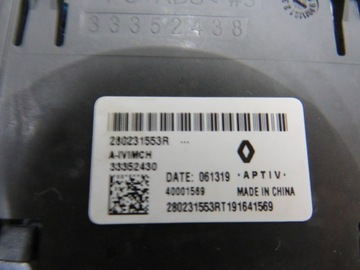 33352438
280231553R ...
A-IVIMCH
33352430
DATE: 061319 · APTIV ·
40001569 MADE IN CHINA
280231553RT191641569